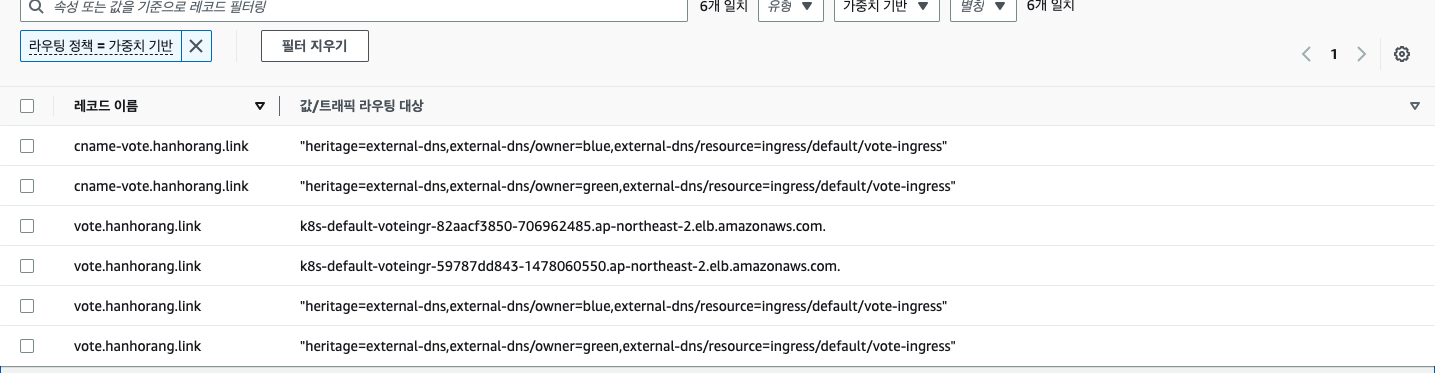 속성 또는 값을 기준으로 레코드 필터링 6개 일치 유형 가중치 기반 별칭 6개 일치
라우팅 정책 = 가중치 기반 필터 지우기 1
레코드 이름 값/트래픽 라우팅 대상
cname-vote.hanhorang.link "heritage=external-dns,external-dns/owner=blue,external-dns/resource=ingress/default/vote-ingress"
cname-vote.hanhorang.link "heritage=external-dns,external-dns/owner=green,external-dns/resource=ingress/default/vote-ingress"
vote.hanhorang.link k8s-default-voteingr-82aacf3850-706962485.ap-northeast-2.elb.amazonaws.com.
vote.hanhorang.link k8s-default-voteingr-59787dd843-1478060550.ap-northeast-2.elb.amazonaws.com.
vote.hanhorang.link "heritage=external-dns,external-dns/owner=blue,external-dns/resource=ingress/default/vote-ingress"
vote.hanhorang.link "heritage=external-dns,external-dns/owner=green,external-dns/resource=ingress/default/vote-ingress"